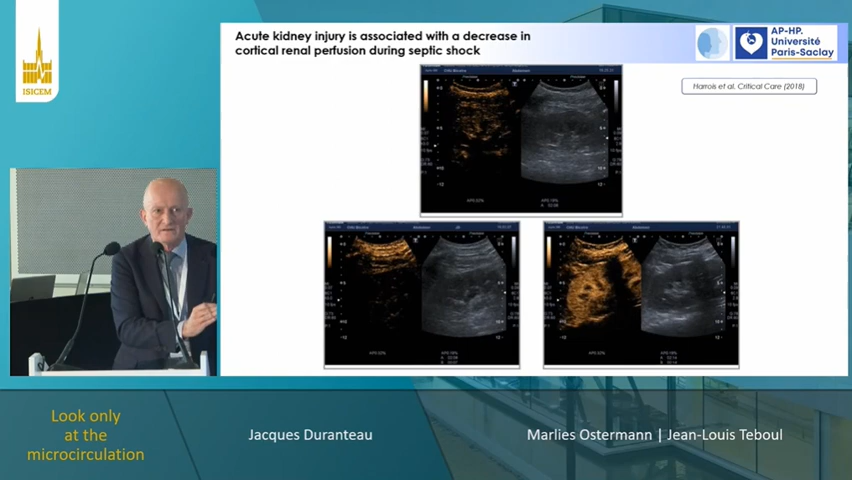 ISICEM
Acute kidney injury is associated with a decrease in
cortical renal perfusion during septic shock
AP-HP.
Université
Paris-Saclay
Harrois et al. Critical Care (2018)
Look only
at the
microcirculation
Jacques Duranteau
Marlies Ostermann | Jean-Louis Teboul